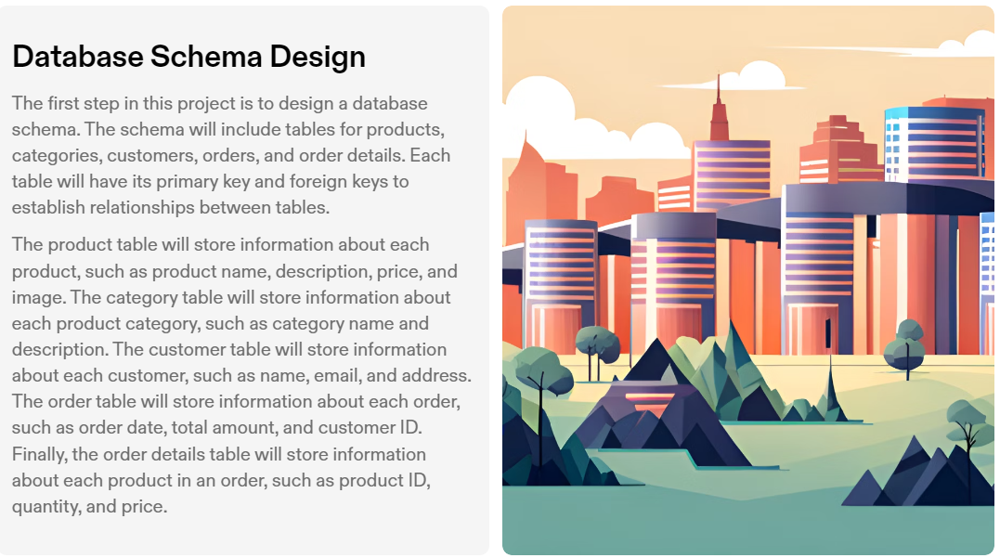 Database Schema Design
The first step in this project is to design a database
schema. The schema will include tables for products,
categories, customers, orders, and order details. Each
table will have its primary key and foreign keys to
establish relationships between tables.
The product table will store information about each
product, such as product name, description, price, and
image. The category table will store information about
each product category, such as category name and
description. The customer table will store information
about each customer, such as name, email, and address.
The order table will store information about each order,
such as order date, total amount, and customer ID.
Finally, the order details table will store information
about each product in an order, such as product ID,
quantity, and price.